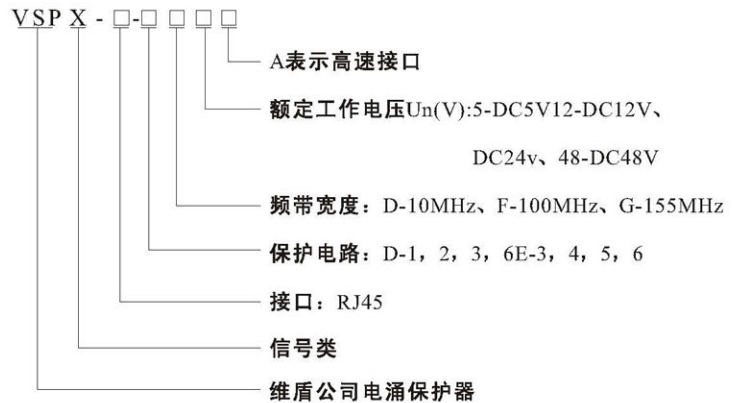 VSPX-□-□□□□
A表示高速接口
额定工作电压Un(V):5-DC5V12-DC12V、
DC24v、48-DC48V
频带宽度：D-10MHz、F-100MHz、G-155MHz
保护电路：D-1，2，3，6E-3，4，5，6
接口：RJ45
信号类
维盾公司电涌保护器